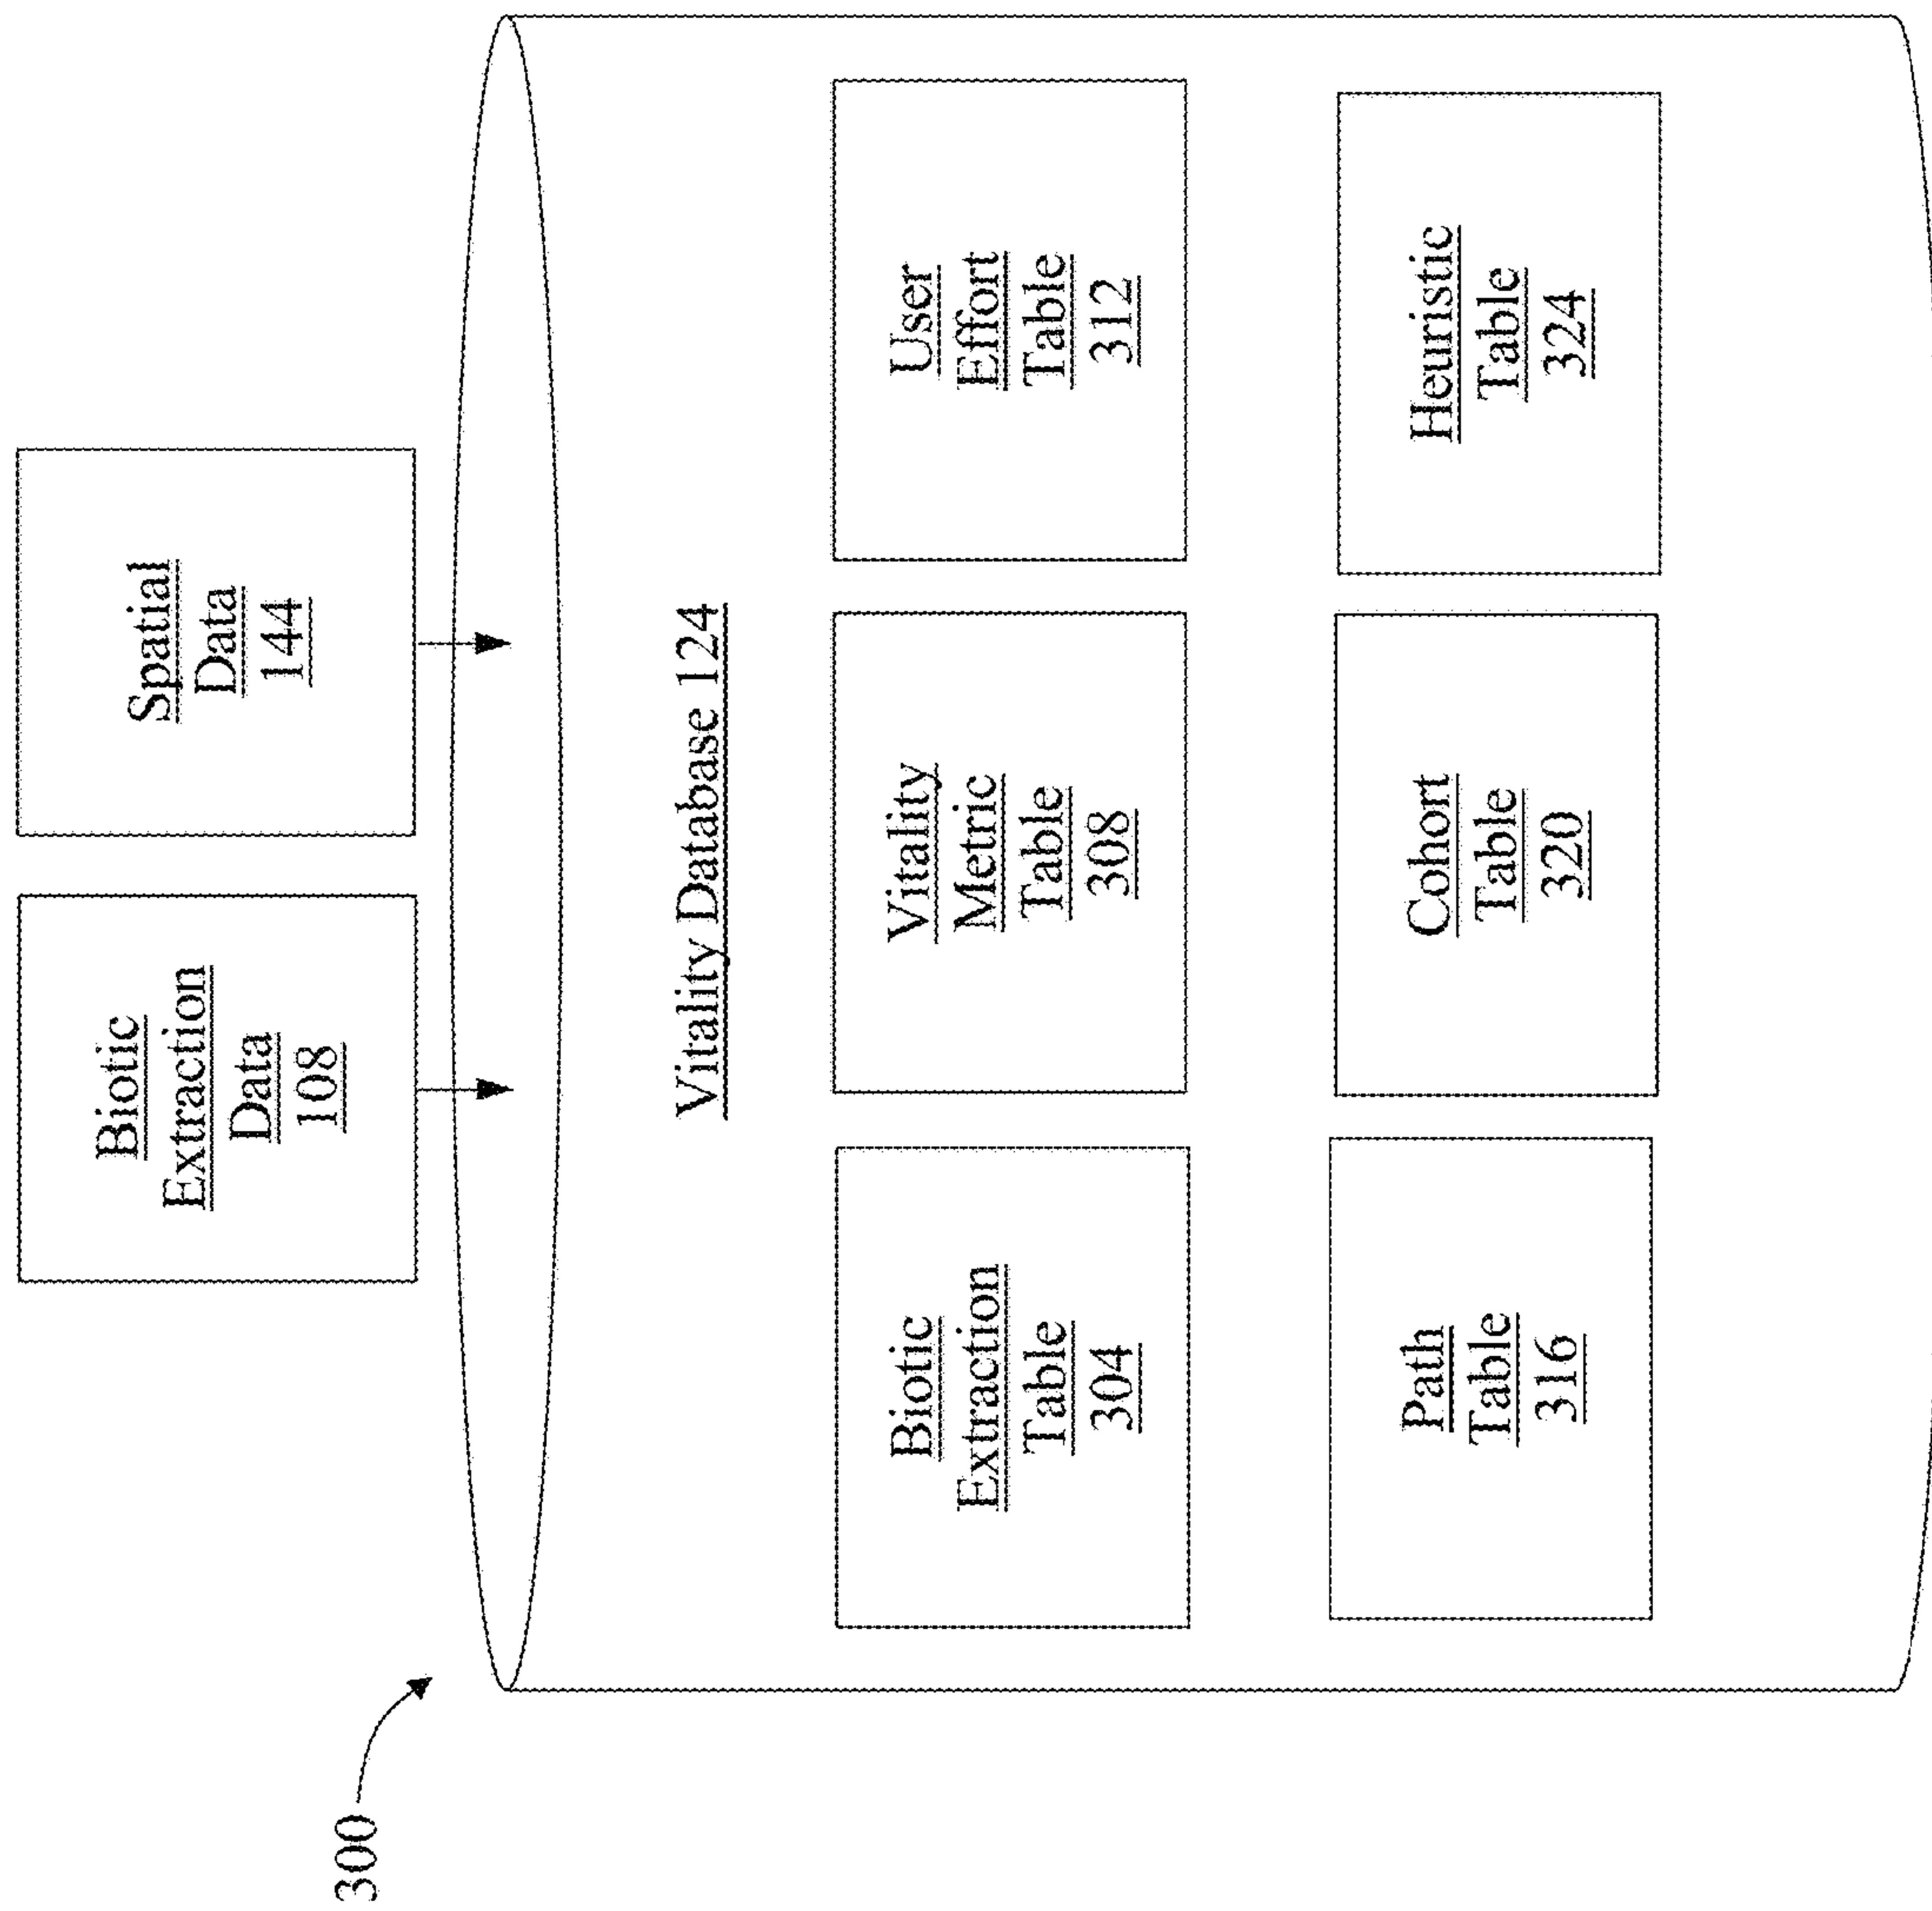 Biotic
Extraction
Data
108
Spatial
Data
144
300
Vitality Database 124
Biotic
Extraction
Table
304
Vitality
Metric
Table
308
User
Effort
Table
312
Path
Table
316
Cohort
Table
320
Heuristic
Table
324